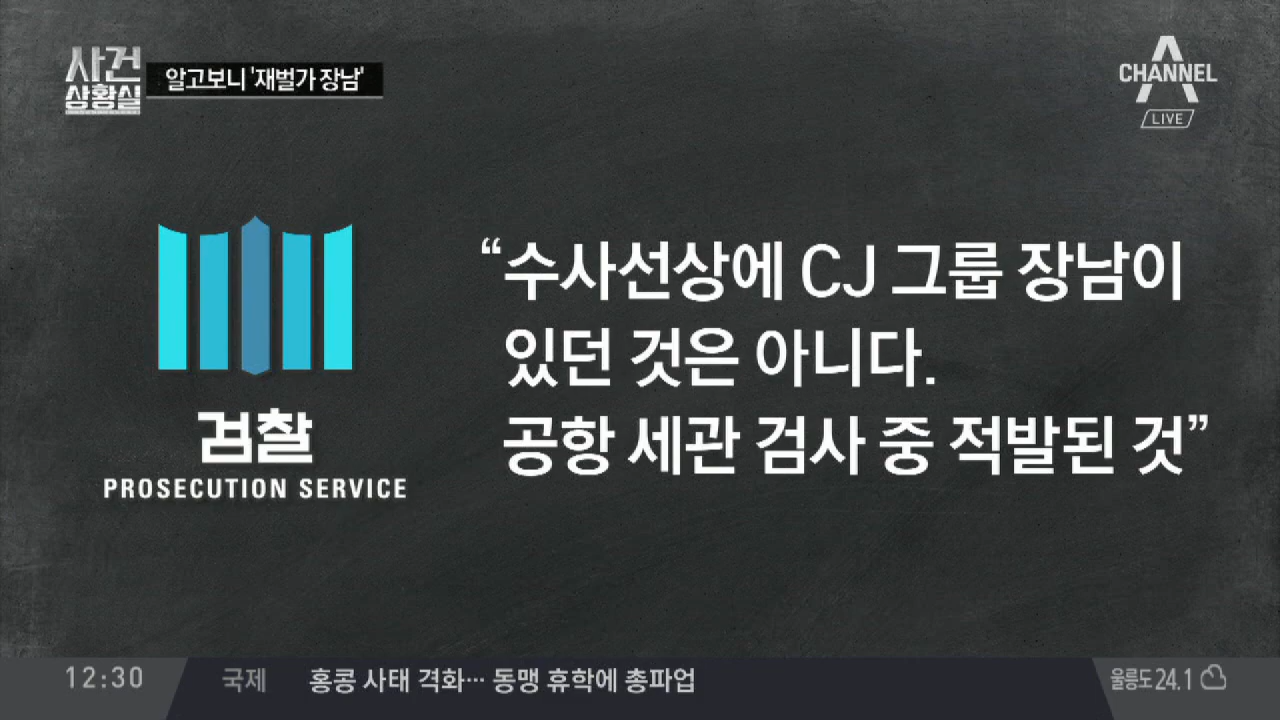 사건
상황실
알고보니 '재벌가 장남'
CHANNEL A
LIVE
“수사선상에 CJ 그룹 장남이
있던 것은 아니다.
공항 세관 검사 중 적발된 것”
검찰
PROSECUTION SERVICE
12:30
국제 홍콩 사태 격화… 동맹 휴학에 총파업
울릉도 24.1